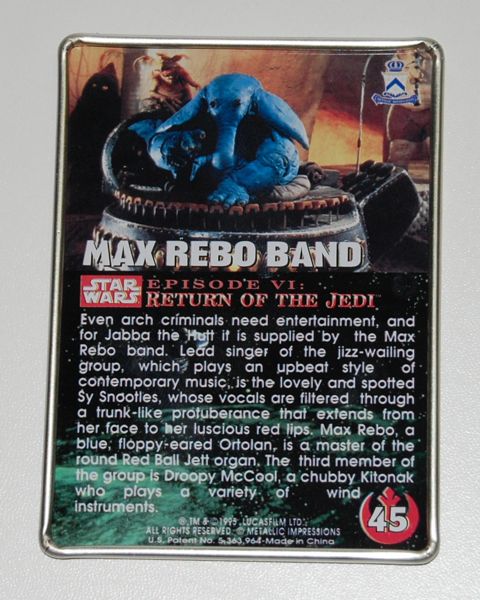 MAX REBO BAND
STAR WARS
EPISODE VI:
RETURN OF THE JEDI™
Even arch criminals need entertainment, and
for Jabba the Hutt it is supplied by the Max
Rebo band. Lead singer of the jizz-wailing
group, which plays an upbeat style of
contemporary music, is the lovely and spotted
Sy Snootles, whose vocals are filtered through
a trunk-like protuberance that extends from
her face to her luscious red lips. Max Rebo, a
blue, floppy-eared Ortolan, is a master of the
round Red Ball Jett organ. The third member of
the group is Droopy McCool, a chubby Kitonak
who plays a variety of wind
instruments.
45
® TM & © 1995 LUCASFILM LTD.
ALL RIGHTS RESERVED. © METALLIC IMPRESSIONS
U.S. Patent No. 5,363,964-Made in China